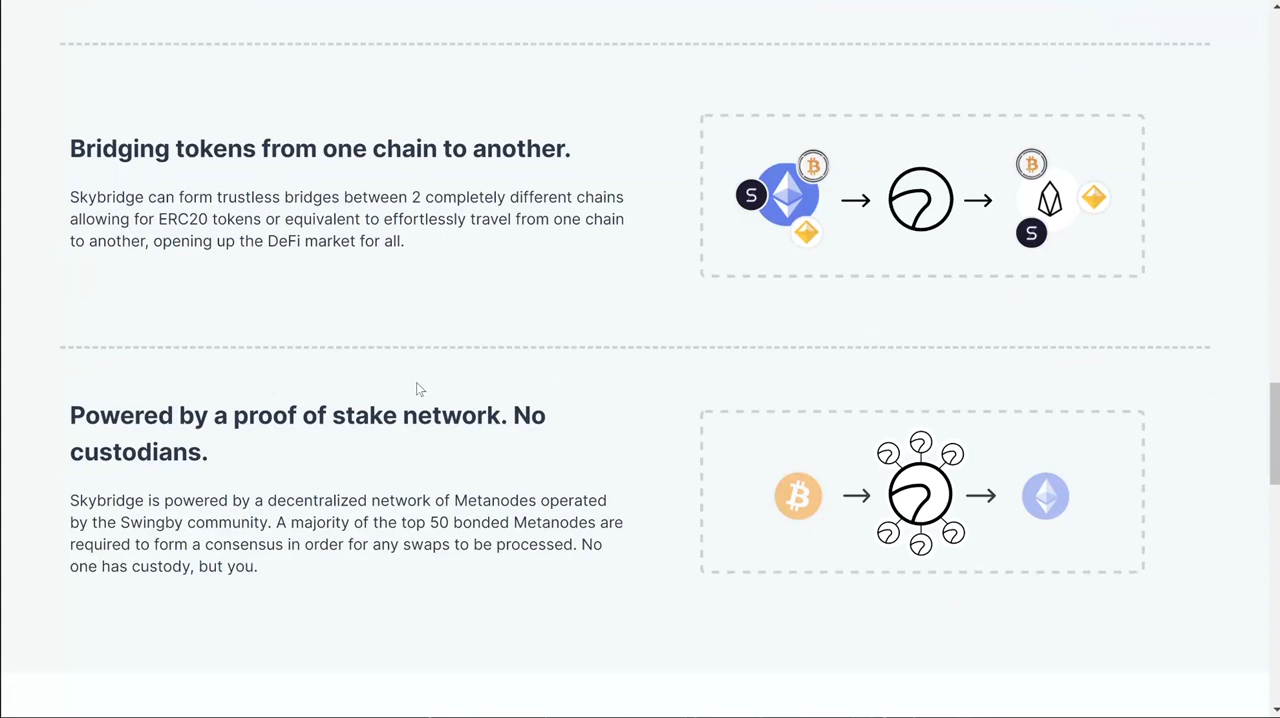 Bridging tokens from one chain to another.
Skybridge can form trustless bridges between 2 completely different chains
allowing for ERC20 tokens or equivalent to effortlessly travel from one chain
to another, opening up the DeFi market for all.
S
S
Powered by a proof of stake network. No
custodians.
Skybridge is powered by a decentralized network of Metanodes operated
by the Swingby community. A majority of the top 50 bonded Metanodes are
required to form a consensus in order for any swaps to be processed. No
one has custody, but you.